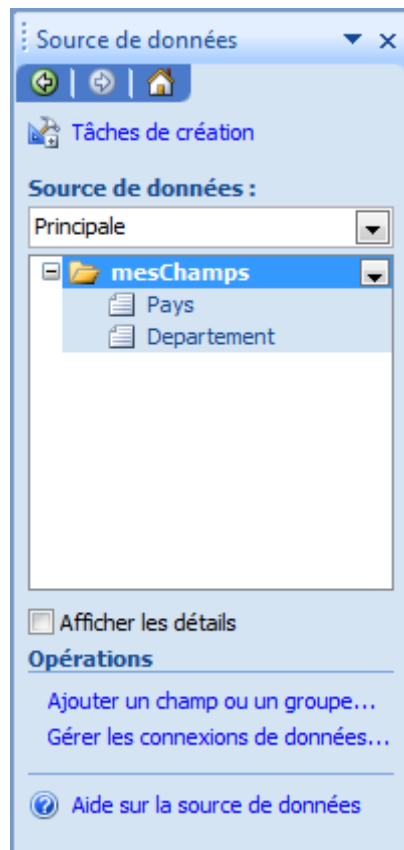 Source de données
Tâches de création
Source de données :
Principale
mesChamps
Pays
Departement
Afficher les détails
Opérations
Ajouter un champ ou un groupe...
Gérer les connexions de données...
Aide sur la source de données